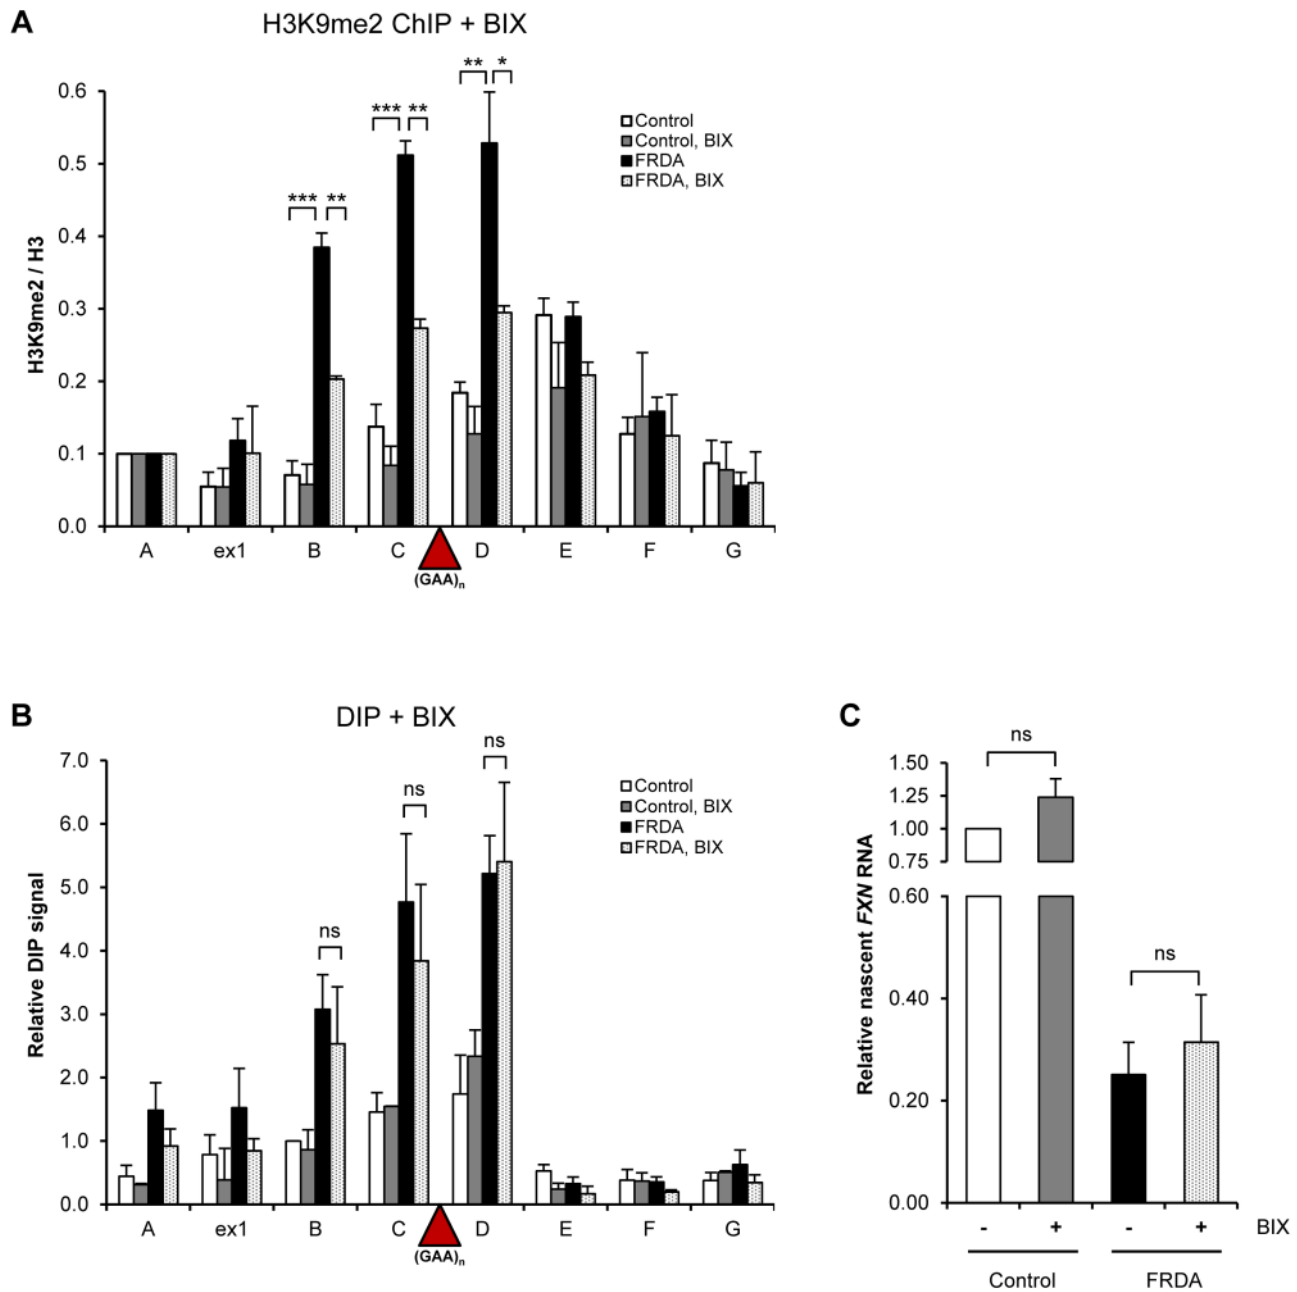 A
H3K9me2 ChIP + BIX
** *
*** **
*** **
0.6
0.5
0.4
0.3
0.2
0.1
0.0
H3K9me2 / H3
Control
Control, BIX
FRDA
FRDA, BIX
A ex1 B C D E F G
(GAA)n
B
DIP + BIX
ns
ns
ns
7.0
6.0
5.0
4.0
3.0
2.0
1.0
0.0
Relative DIP signal
Control
Control, BIX
FRDA
FRDA, BIX
A ex1 B C D E F G
(GAA)n
C
ns
ns
1.50
1.25
1.00
0.75
0.60
0.40
0.20
0.00
Relative nascent FXN RNA
- + - + BIX
Control FRDA